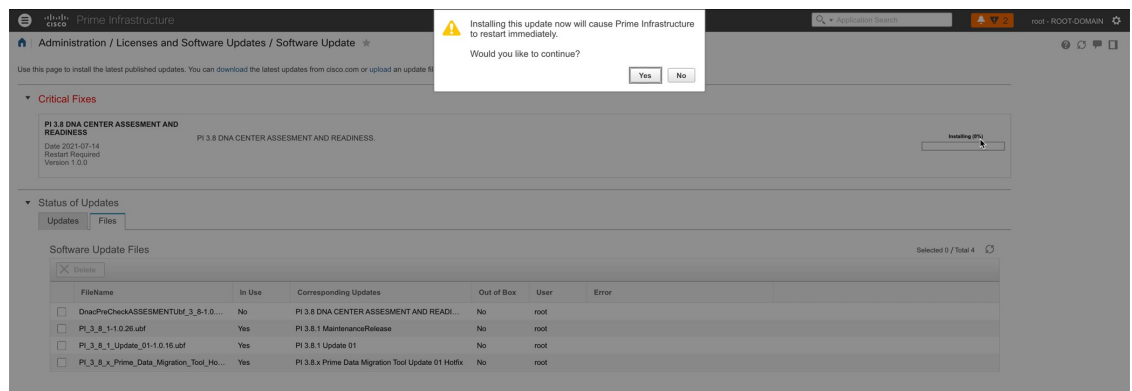 Installing this update now will cause Prime Infrastructure
to restart immediately.
Would you like to continue?
Yes No
cisco Prime Infrastructure
Application Search
2
root - ROOT-DOMAIN
Administration / Licenses and Software Updates / Software Update
Use this page to install the latest published updates. You can download the latest updates from cisco.com or upload an update fil
Critical Fixes
PI 3.8 DNA CENTER ASSESMENT AND
READINESS
Date 2021-07-14
Restart Required
Version 1.0.0
PI 3.8 DNA CENTER ASSESMENT AND READINESS.
Installing (0%)
Status of Updates
Updates Files
Software Update Files
Selected 0 / Total 4
Delete
FileName In Use Corresponding Updates Out of Box User Error
DnacPreCheckASSESMENTUbf_3_8-1.0.... No PI 3.8 DNA CENTER ASSESMENT AND READI... No root
PI_3_8_1-1.0.26.ubf Yes PI 3.8.1 MaintenanceRelease No root
PI_3_8_1_Update_01-1.0.16.ubf Yes PI 3.8.1 Update 01 No root
PI_3_8_x_Prime_Data_Migration_Tool_Ho... Yes PI 3.8.x Prime Data Migration Tool Update 01 Hotfix No root